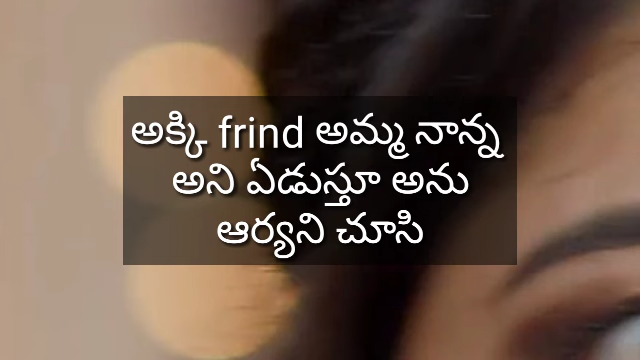 అక్కి frind అమ్మ నాన్న
అని ఏడుస్తూ అను
ఆర్యని చూసి